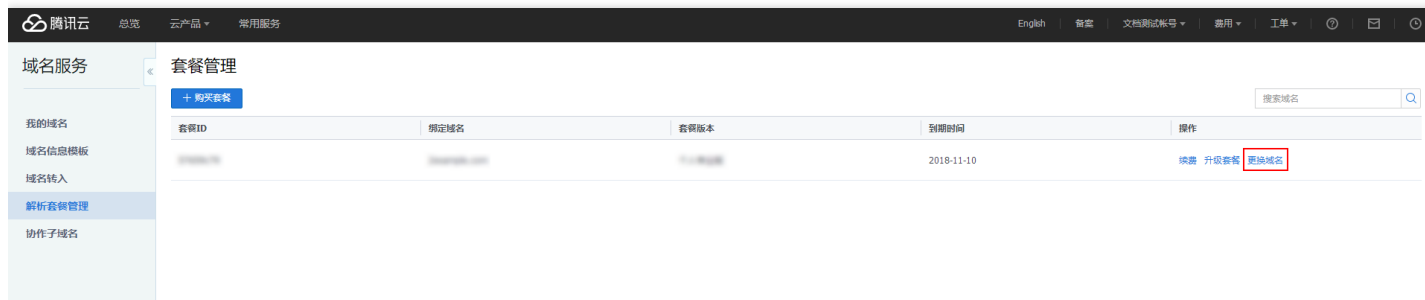 腾讯云 总览 云产品 常用服务 English 备案 文档测试帐号 费用 工单
域名服务
套餐管理
+ 购买套餐
搜索域名
我的域名
域名信息模板
域名转入
解析套餐管理
协作子域名
套餐ID 绑定域名 套餐版本 到期时间 操作
2018-11-10 续费 升级套餐 更换域名